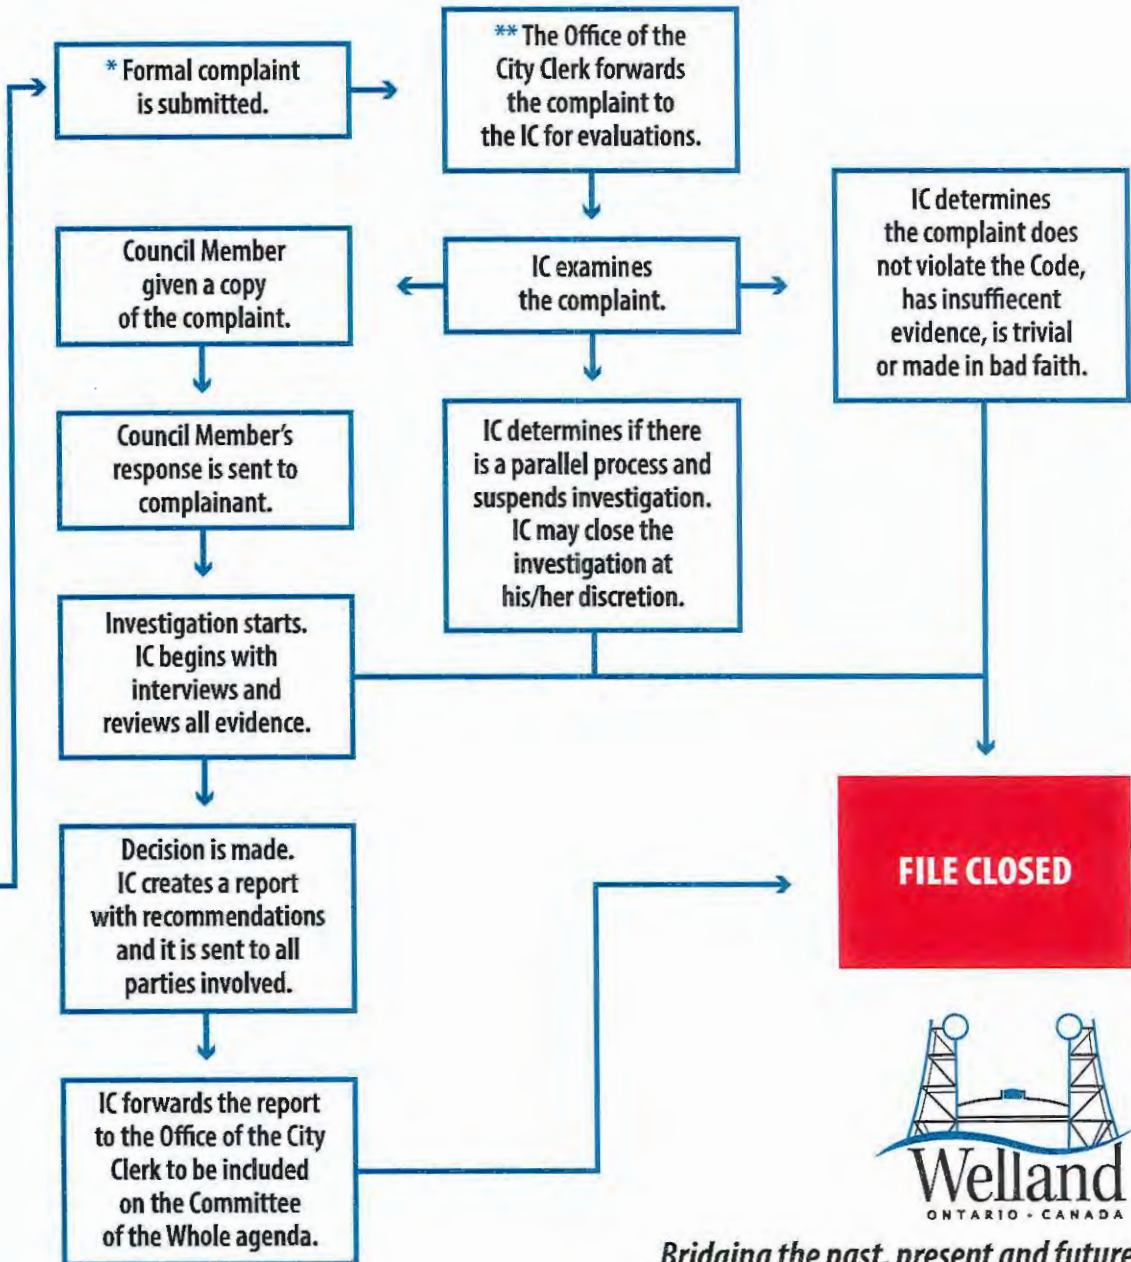 * Formal complaint
is submitted.
** The Office of the
City Clerk forwards
the complaint to
the IC for evaluations.
IC determines
the complaint does
not violate the Code,
has insuffiecent
evidence, is trivial
or made in bad faith.
Council Member
given a copy
of the complaint.
IC examines
the complaint.
Council Member's
response is sent to
complainant.
IC determines if there
is a parallel process and
suspends investigation.
IC may close the
investigation at
his/her discretion.
Investigation starts.
IC begins with
interviews and
reviews all evidence.
Decision is made.
IC creates a report
with recommendations
and it is sent to all
parties involved.
FILE CLOSED
IC forwards the report
to the Office of the City
Clerk to be included
on the Committee
of the Whole agenda.
Welland
ONTARIO · CANADA
Bridging the past, present and future